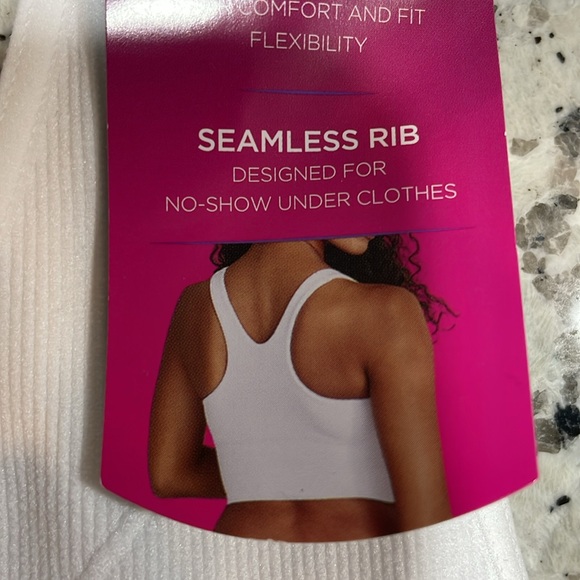 COMFORT AND FIT
FLEXIBILITY
SEAMLESS RIB
DESIGNED FOR
NO-SHOW UNDER CLOTHES